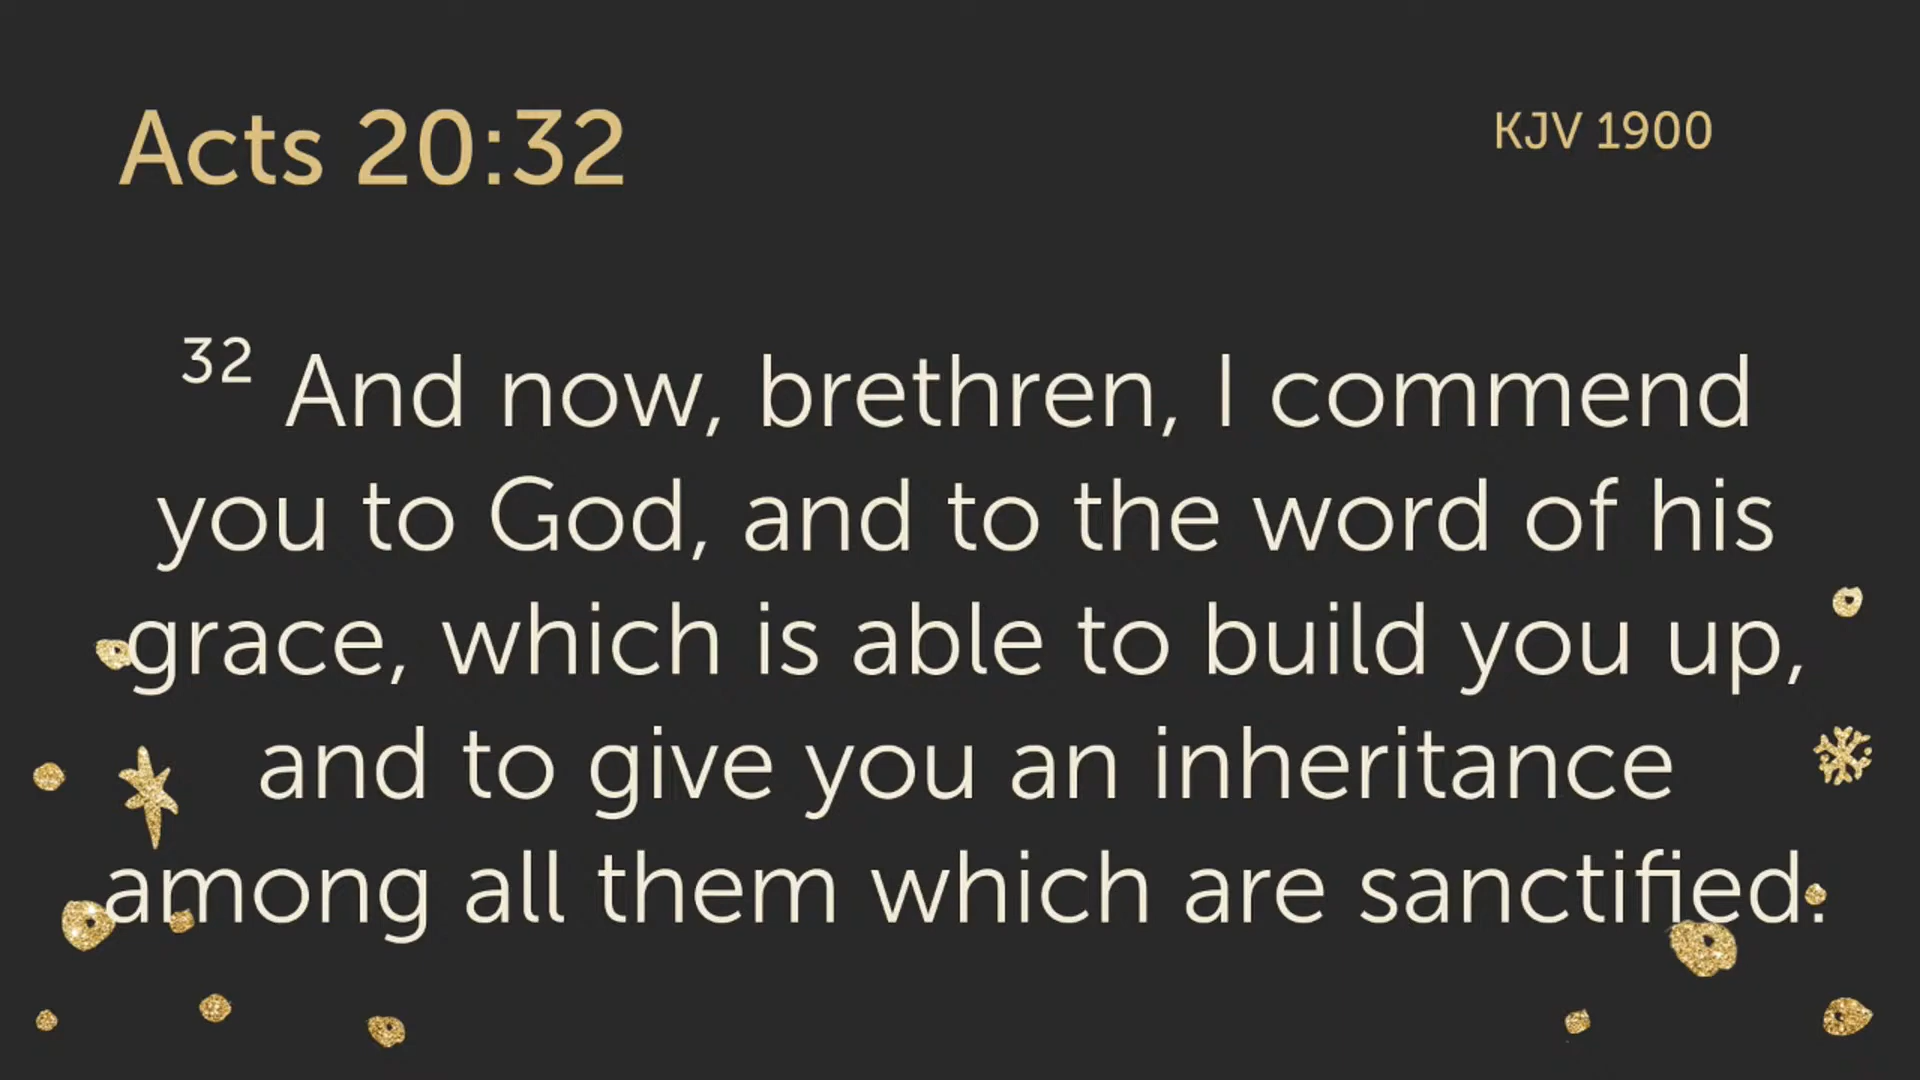 Acts 20:32
KJV 1900
32 And now, brethren, I commend
you to God, and to the word of his
grace, which is able to build you up,
and to give you an inheritance
among all them which are sanctified.